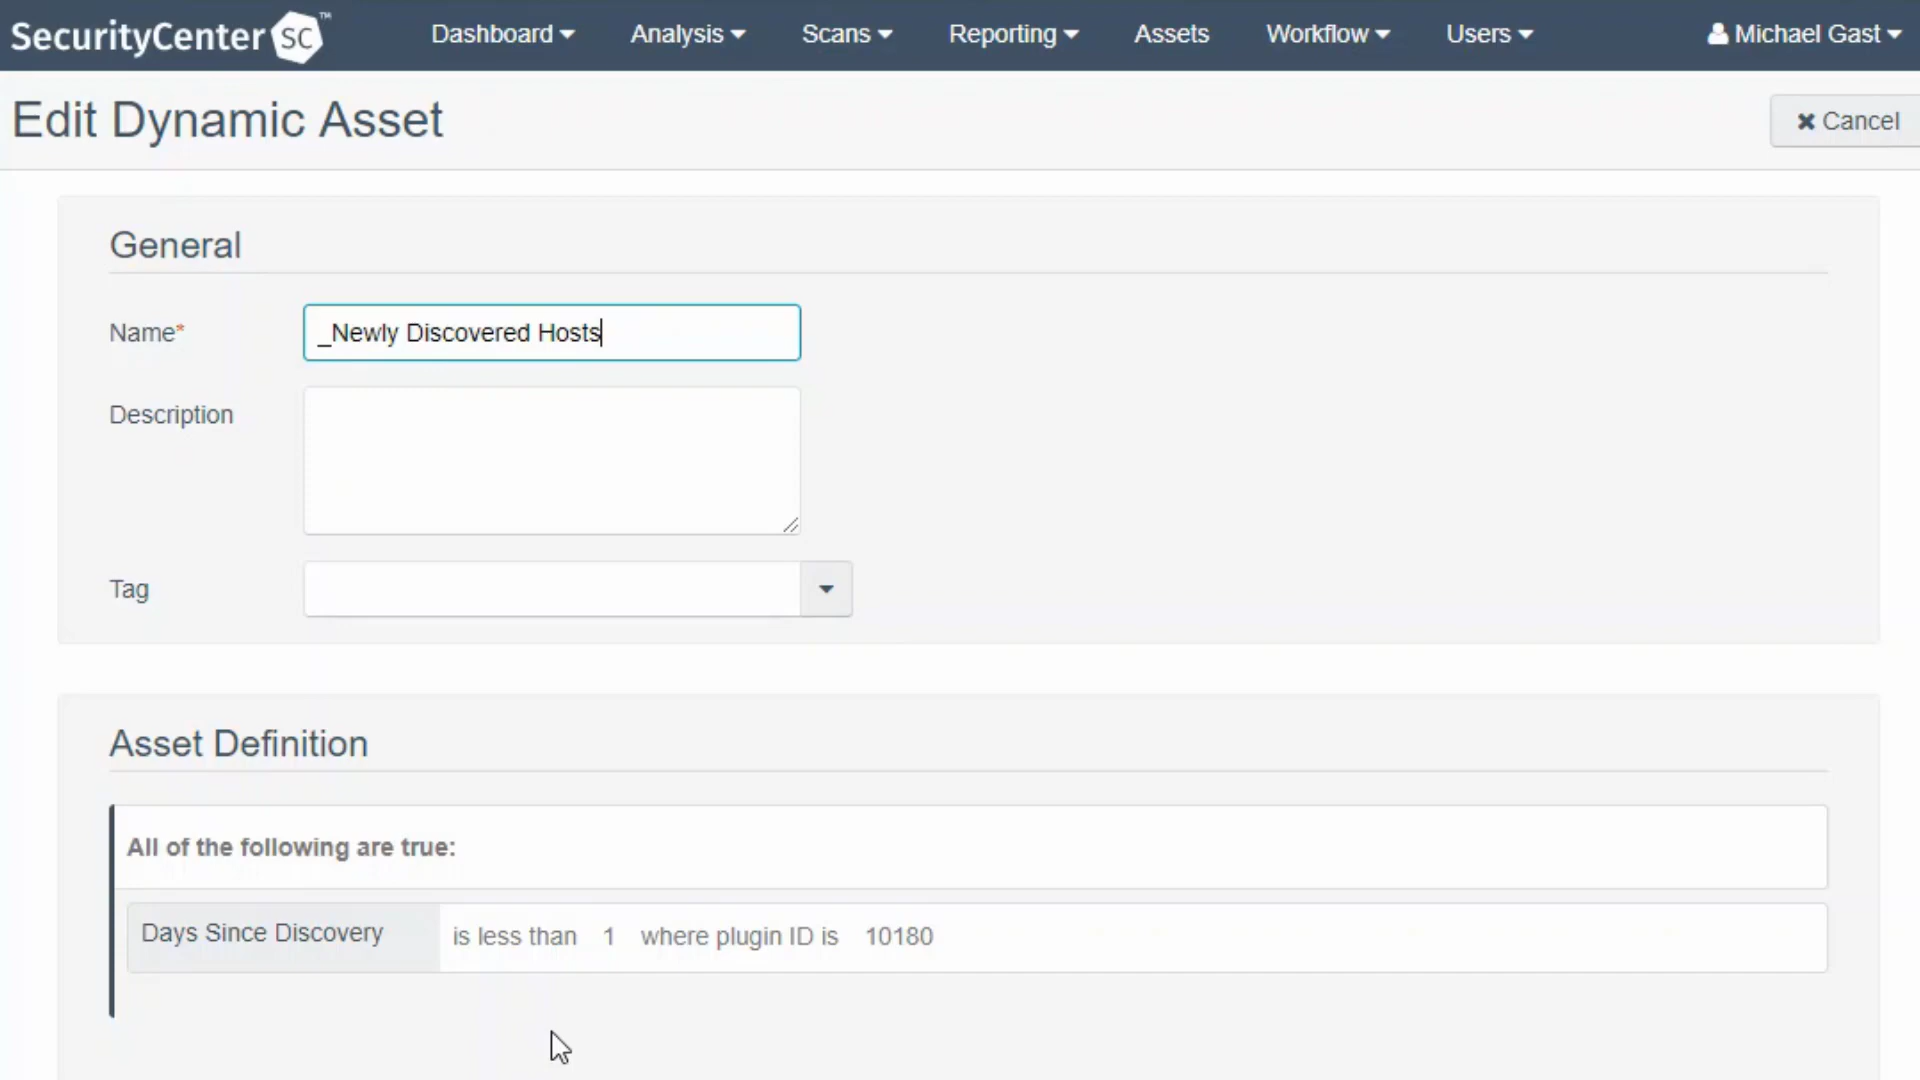 SecurityCenter SC ™ Dashboard Analysis Scans Reporting Assets Workflow Users Michael Gast
Edit Dynamic Asset
Cancel
General
Name* _Newly Discovered Hosts
Description
Tag
Asset Definition
All of the following are true:
Days Since Discovery is less than 1 where plugin ID is 10180